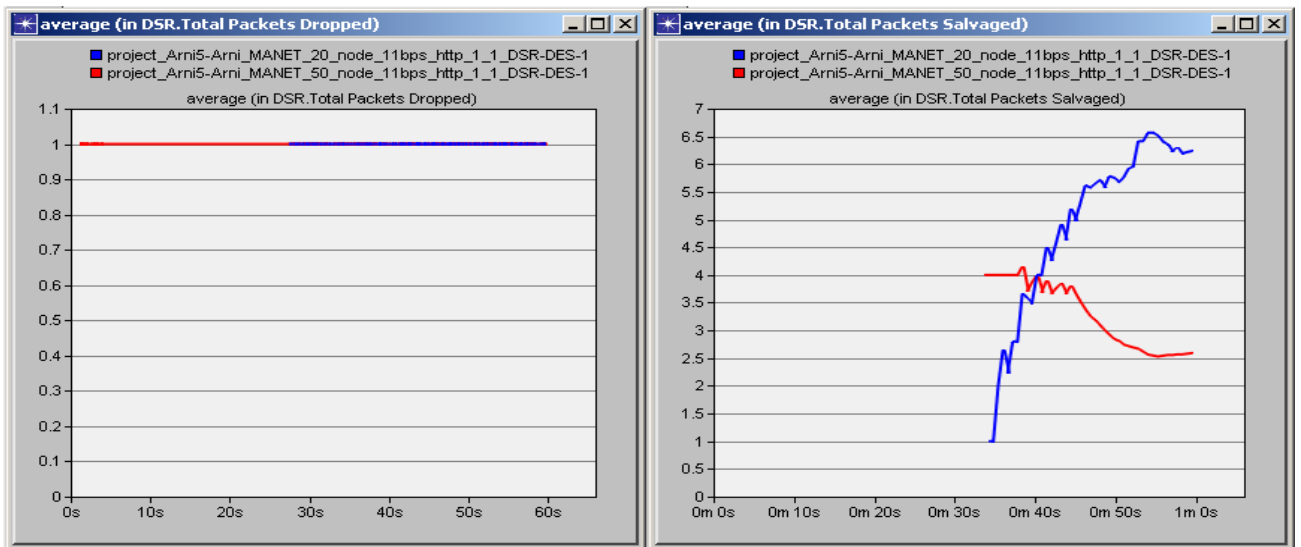 average (in DSR.Total Packets Dropped)
project_Arni5-Arni_MANET_20_node_11bps_http_1_1_DSR-DES-1
project_Arni5-Arni_MANET_50_node_11bps_http_1_1_DSR-DES-1
average (in DSR.Total Packets Dropped)
1.1
1
0.9
0.8
0.7
0.6
0.5
0.4
0.3
0.2
0.1
0
0s 10s 20s 30s 40s 50s 60s
average (in DSR.Total Packets Salvaged)
project_Arni5-Arni_MANET_20_node_11bps_http_1_1_DSR-DES-1
project_Arni5-Arni_MANET_50_node_11bps_http_1_1_DSR-DES-1
average (in DSR.Total Packets Salvaged)
7
6.5
6
5.5
5
4.5
4
3.5
3
2.5
2
1.5
1
0.5
0
0m 0s 0m 10s 0m 20s 0m 30s 0m 40s 0m 50s 1m 0s